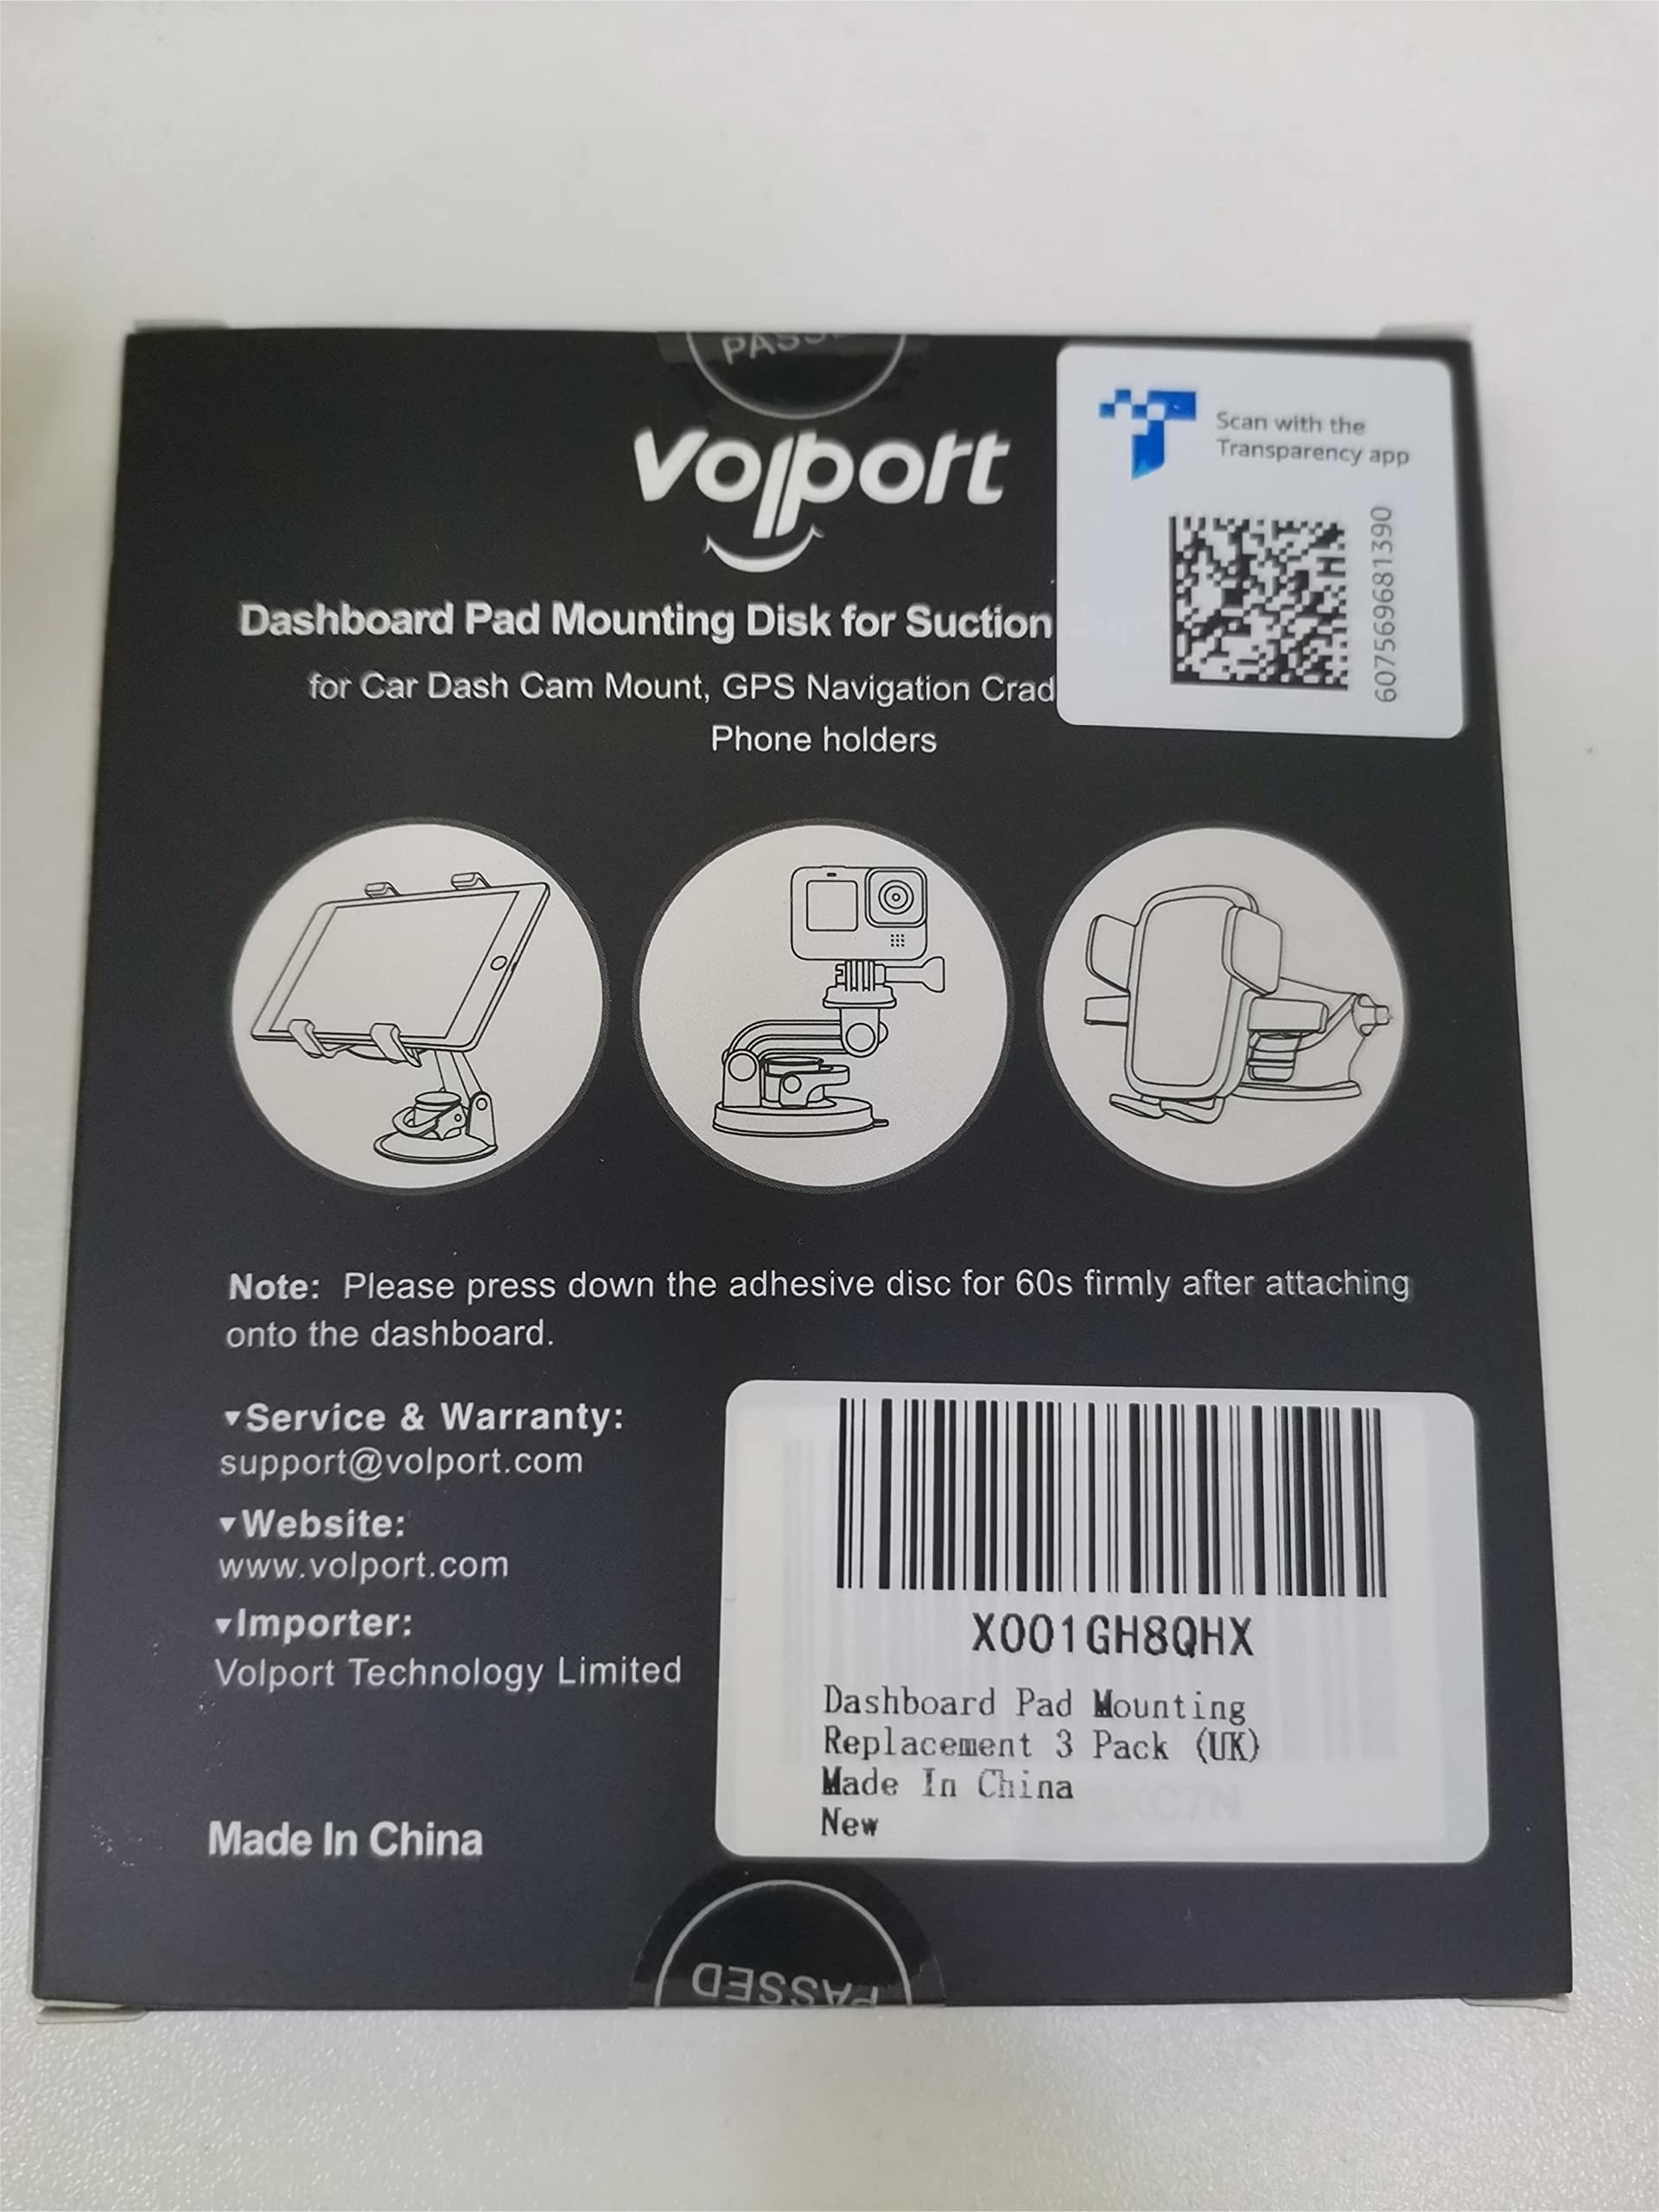 PASS
Volport
Scan with the
Transparency app
6075696968139O
Dashboard Pad Mounting Disk for Suction
for Car Dash Cam Mount, GPS Navigation Crad
Phone holders
Note: Please press down the adhesive disc for 60s firmly after attaching
onto the dashboard.
▾Service & Warranty:
support@volport.com
▾Website:
www.volport.com
▾Importer:
Volport Technology Limited
Made In China
X001GH8QHX
Dashboard Pad Mounting
Replacement 3 Pack (UK)
Made In China
New
PASSED